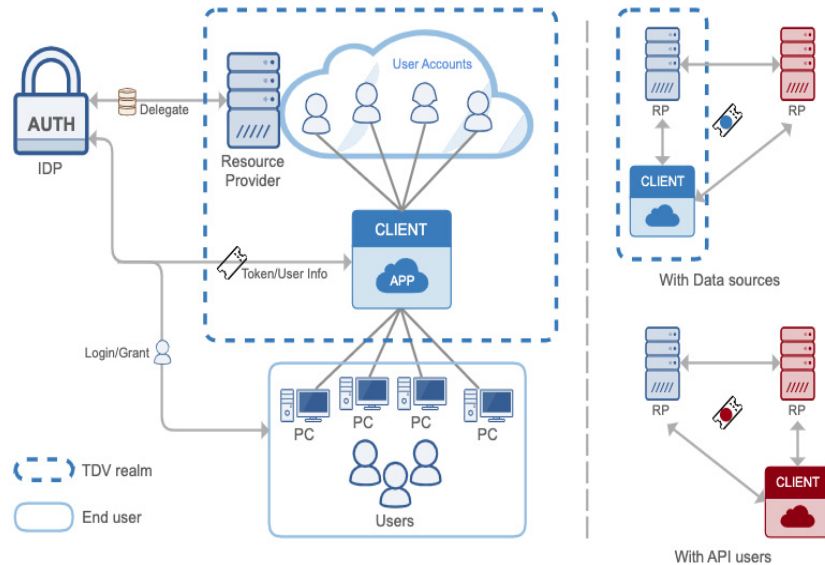 AUTH
IDP
Delegate
Resource
Provider
User Accounts
CLIENT
APP
Token/User Info
Login/Grant
PC
PC
PC
PC
Users
TDV realm
End user
RP
RP
CLIENT
With Data sources
RP
RP
CLIENT
With API users